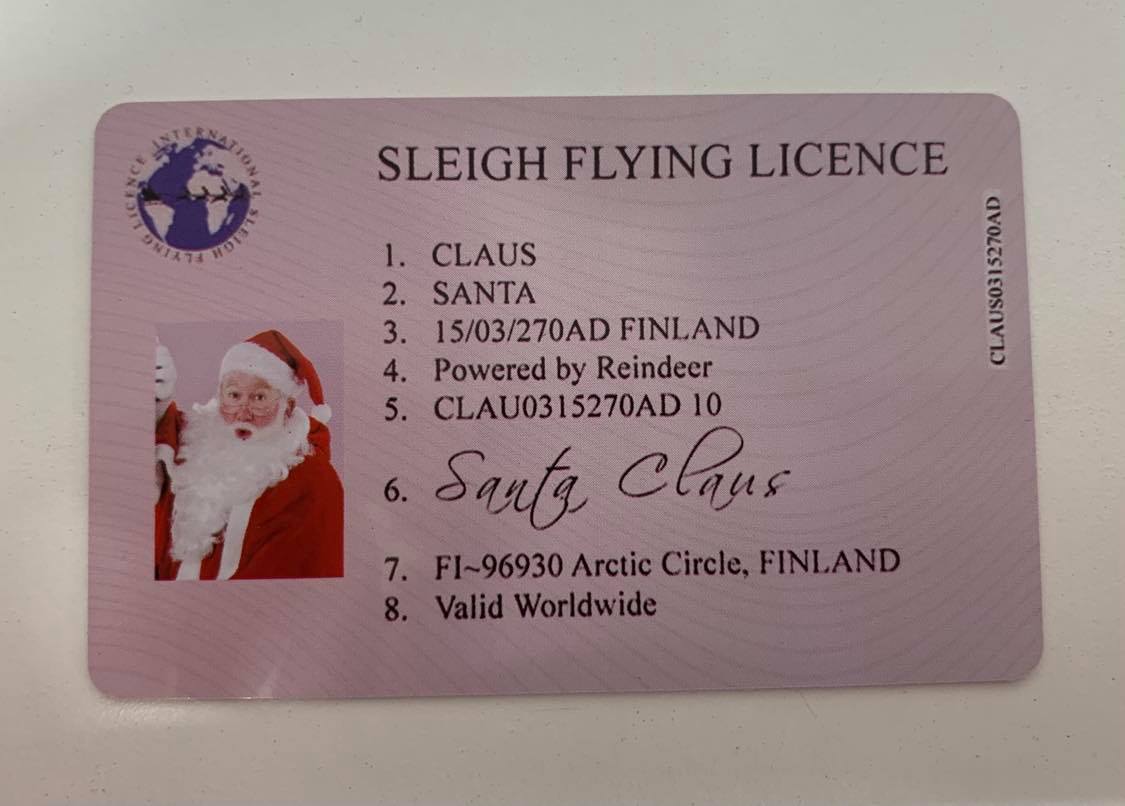 INTERNATIONAL SLEIGH FLYING LICENCE
SLEIGH FLYING LICENCE
1. CLAUS
2. SANTA
3. 15/03/270AD FINLAND
4. Powered by Reindeer
5. CLAU0315270AD 10
6. Santa Claus
7. FI~96930 Arctic Circle, FINLAND
8. Valid Worldwide
CLAUS0315270AD